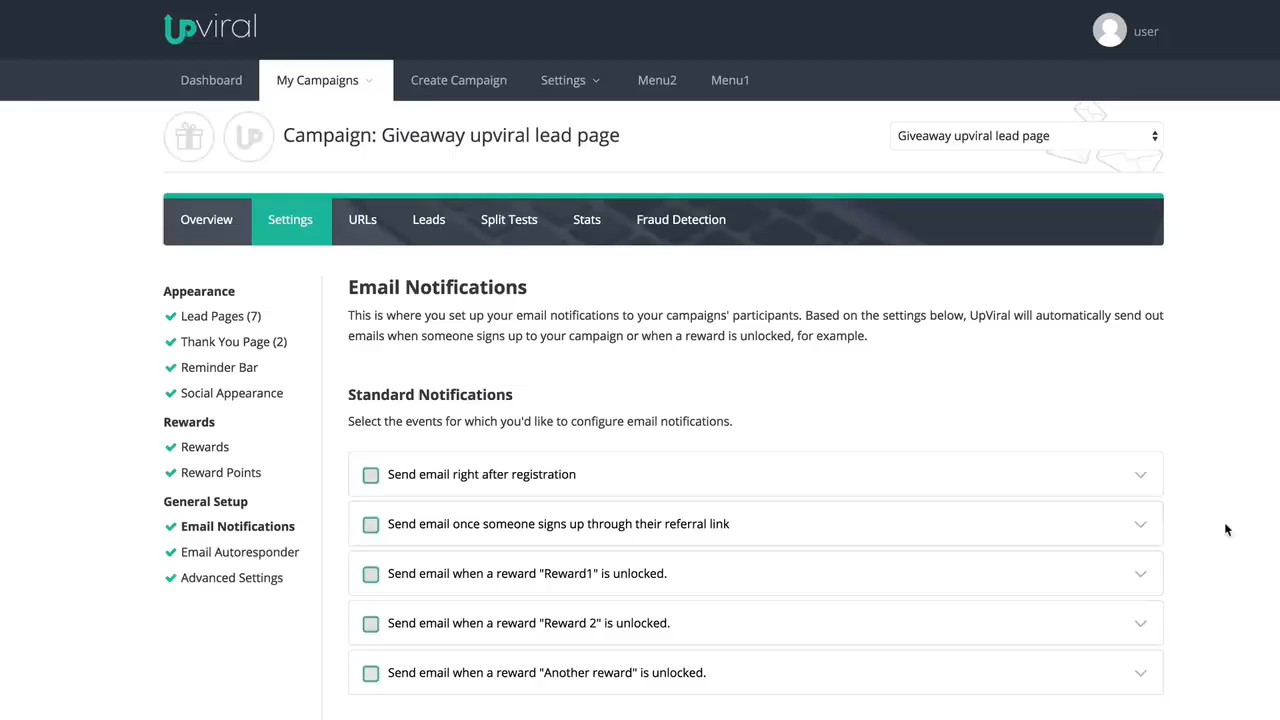 upviral
user
Dashboard
My Campaigns
Create Campaign
Settings
Menu2
Menu1
UP
Campaign: Giveaway upviral lead page
Giveaway upviral lead page
Overview
Settings
URLs
Leads
Split Tests
Stats
Fraud Detection
Appearance
Lead Pages (7)
Thank You Page (2)
Reminder Bar
Social Appearance
Rewards
Rewards
Reward Points
General Setup
Email Notifications
Email Autoresponder
Advanced Settings
Email Notifications
This is where you set up your email notifications to your campaigns' participants. Based on the settings below, UpViral will automatically send out
emails when someone signs up to your campaign or when a reward is unlocked, for example.
Standard Notifications
Select the events for which you'd like to configure email notifications.
Send email right after registration
Send email once someone signs up through their referral link
Send email when a reward "Reward1" is unlocked.
Send email when a reward "Reward 2" is unlocked.
Send email when a reward "Another reward" is unlocked.